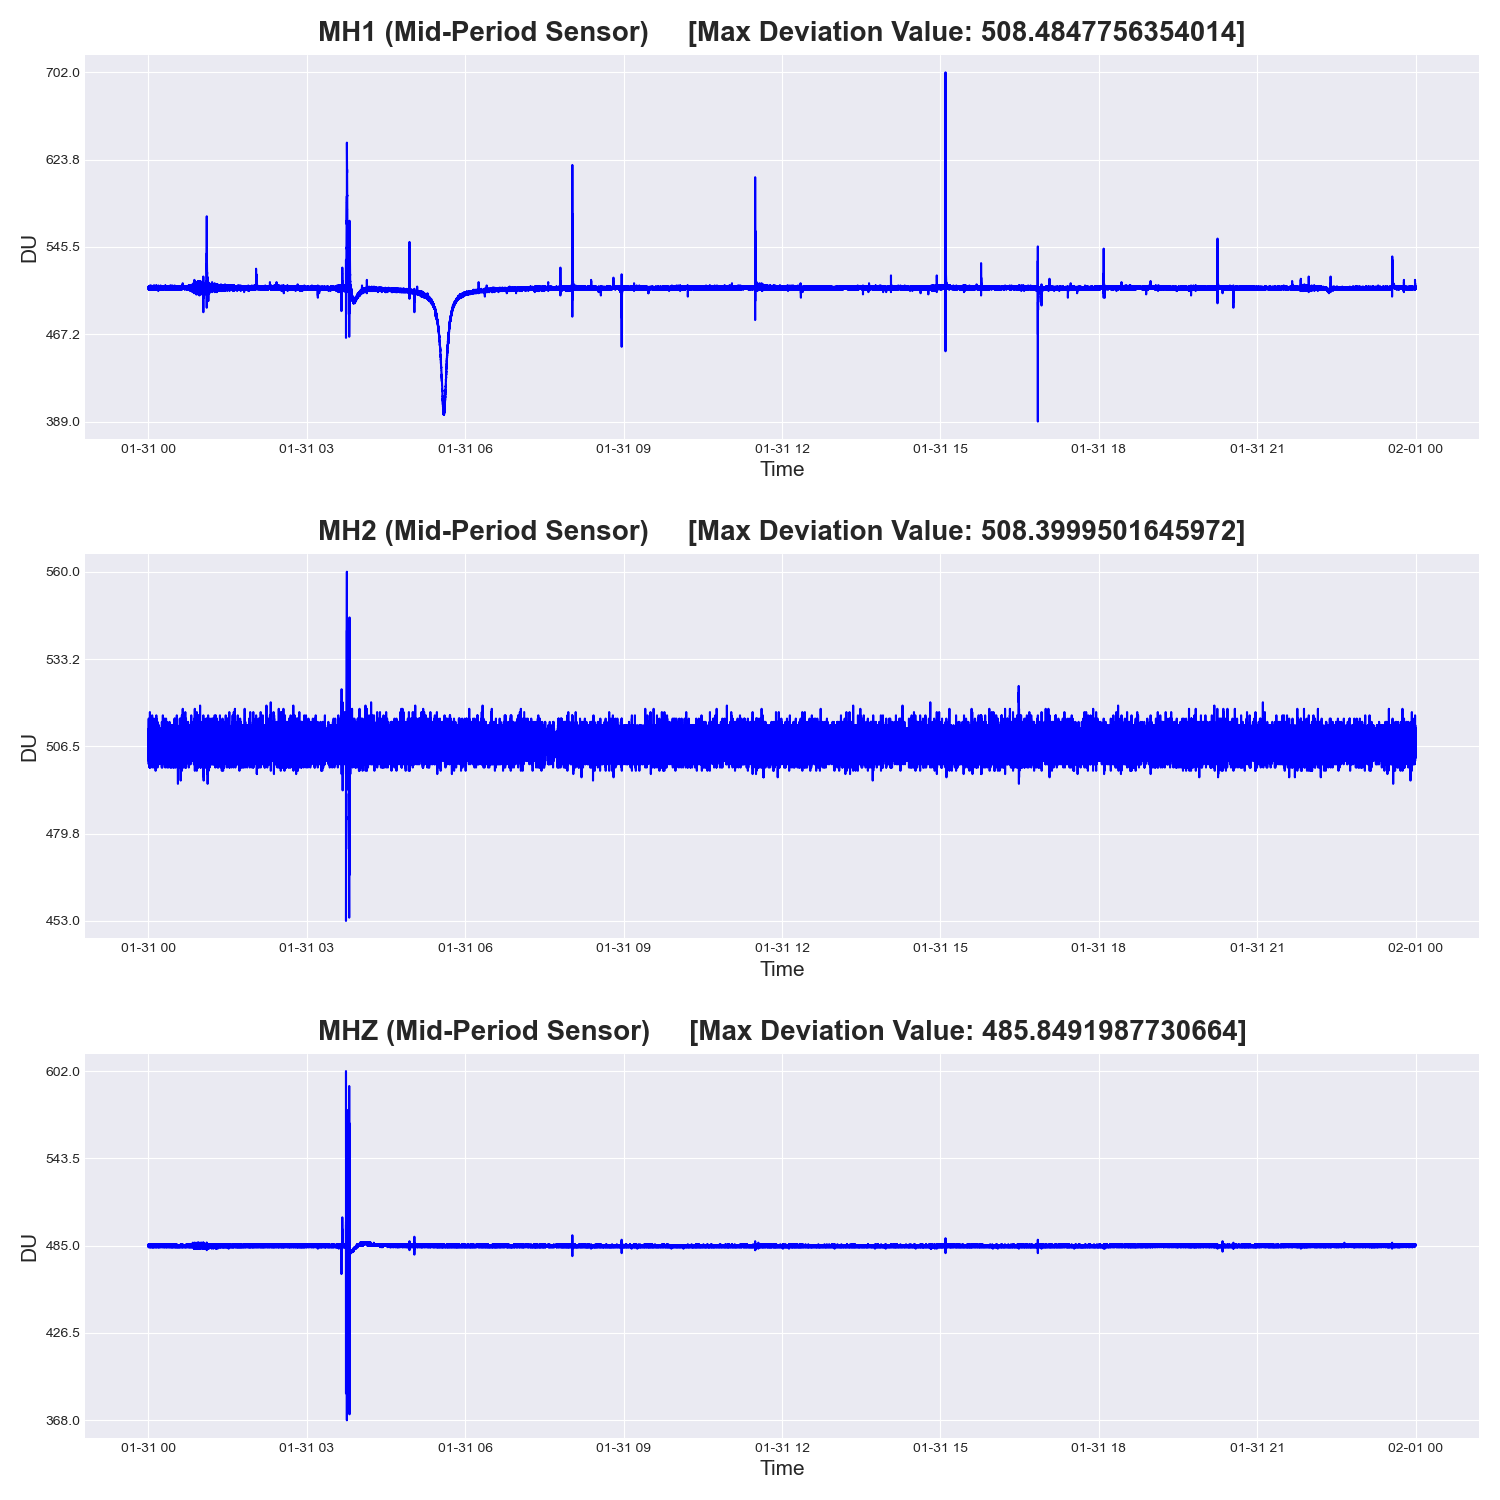 MH1 (Mid-Period Sensor) [Max Deviation Value: 508.4847756354014]
702.0
623.8
545.5
467.2
389.0
DU
01-31 00 01-31 03 01-31 06 01-31 09 01-31 12 01-31 15 01-31 18 01-31 21 02-01 00
Time
MH2 (Mid-Period Sensor) [Max Deviation Value: 508.3999501645972]
560.0
533.2
506.5
479.8
453.0
DU
01-31 00 01-31 03 01-31 06 01-31 09 01-31 12 01-31 15 01-31 18 01-31 21 02-01 00
Time
MHZ (Mid-Period Sensor) [Max Deviation Value: 485.8491987730664]
602.0
543.5
485.0
426.5
368.0
DU
01-31 00 01-31 03 01-31 06 01-31 09 01-31 12 01-31 15 01-31 18 01-31 21 02-01 00
Time